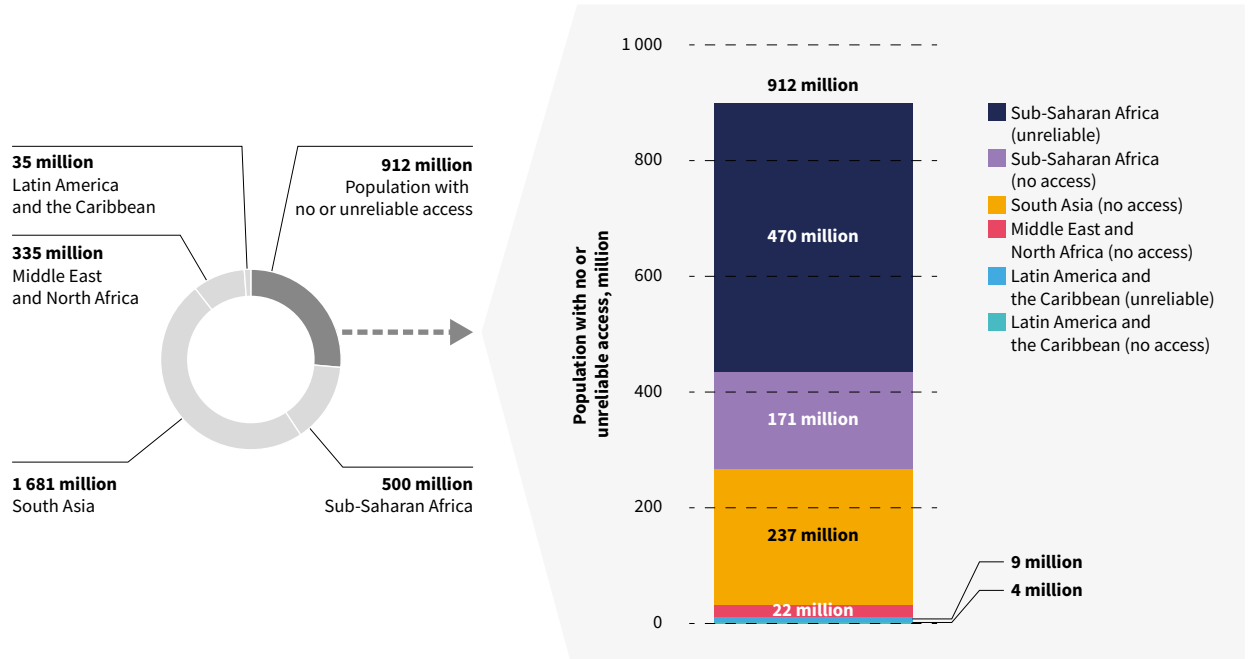 35 million
Latin America
and the Caribbean
912 million
Population with
no or unreliable access
335 million
Middle East
and North Africa
1 681 million
South Asia
500 million
Sub-Saharan Africa
Population with no or
unreliable access, million
1 000
800
600
400
200
0
912 million
470 million
171 million
237 million
22 million
9 million
4 million
Sub-Saharan Africa
(unreliable)
Sub-Saharan Africa
(no access)
South Asia (no access)
Middle East and
North Africa (no access)
Latin America and
the Caribbean (unreliable)
Latin America and
the Caribbean (no access)